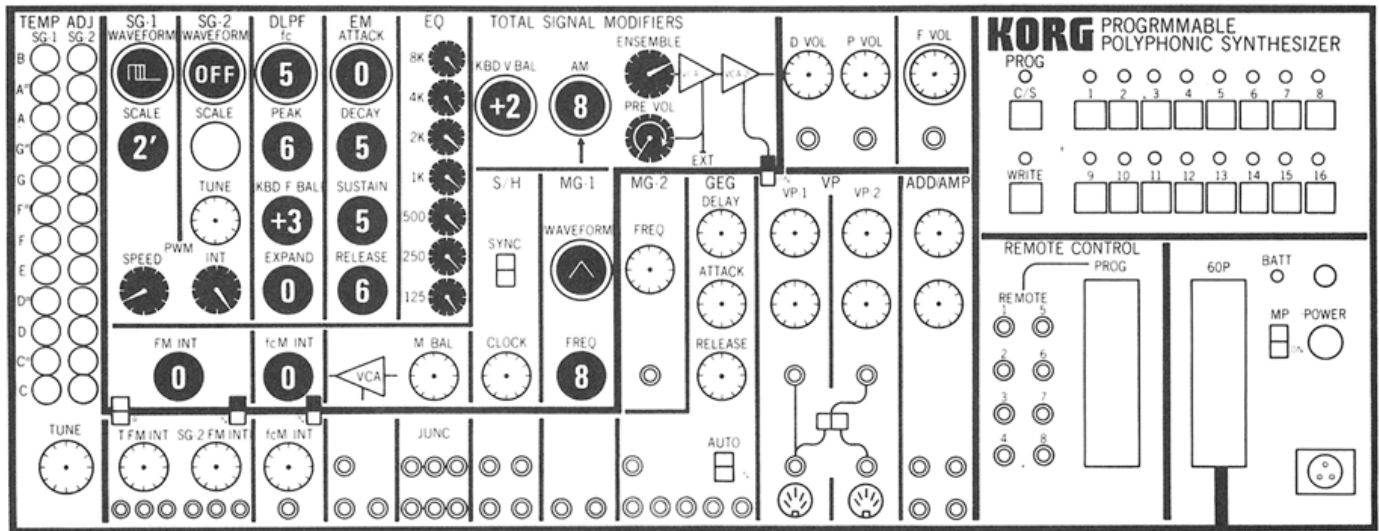 TEMP ADJ
SG-1 SG-2
B
A#
A
G#
G
F#
F
E
D#
D
C#
C
TUNE
SG-1
WAVEFORM
SG-2
WAVEFORM
OFF
SCALE
2'
SCALE
TUNE
PWM
SPEED
INT
FM INT
0
T FM INT
SG-2 FM INT
DLPF
fc
5
PEAK
6
KBD F BAL
+3
EXPAND
0
fcM INT
0
fcM INT
EM
ATTACK
0
DECAY
5
SUSTAIN
5
RELEASE
6
EQ
8K
4K
2K
1K
500
250
125
VCA
M BAL
JUNC
TOTAL SIGNAL MODIFIERS
KBD V BAL
+2
AM
8
ENSEMBLE
PRE VOL
VCA
VCA-2
EXT
S/H
SYNC
CLOCK
MG-1
WAVEFORM
FREQ
8
MG-2
FREQ
GEG
DELAY
ATTACK
RELEASE
AUTO
D VOL
P VOL
F VOL
VP
VP-1
VP-2
ADD/AMP
KORG PROGRMMABLE
POLYPHONIC SYNTHESIZER
PROG
C/S
1 2 3 4 5 6 7 8
WRITE
9 10 11 12 13 14 15 16
REMOTE CONTROL
PROG
REMOTE
1 5
2 6
3 7
4 8
60P
BATT
MP
ON
POWER